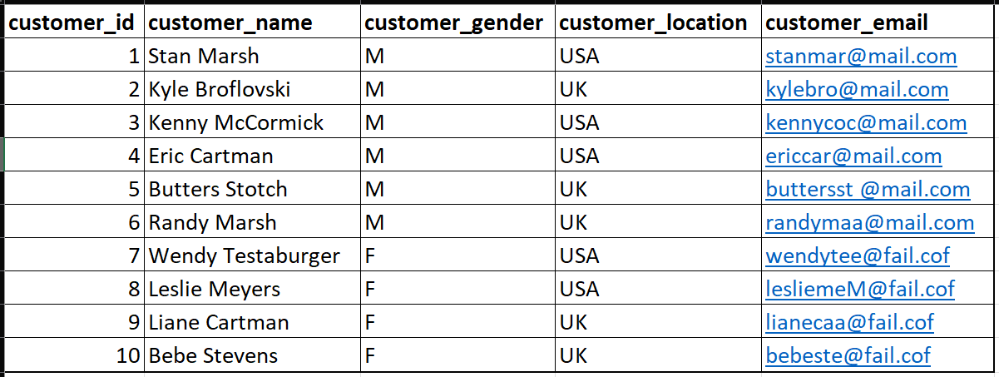 customer_id customer_name customer_gender customer_location customer_email
1 Stan Marsh M USA stanmar@mail.com
2 Kyle Broflovski M UK kylebro@mail.com
3 Kenny McCormick M USA kennycoc@mail.com
4 Eric Cartman M USA ericcar@mail.com
5 Butters Stotch M UK buttersst @mail.com
6 Randy Marsh M UK randymaa@mail.com
7 Wendy Testaburger F USA wendytee@fail.cof
8 Leslie Meyers F USA lesliemeM@fail.cof
9 Liane Cartman F UK lianecaa@fail.cof
10 Bebe Stevens F UK bebeste@fail.cof